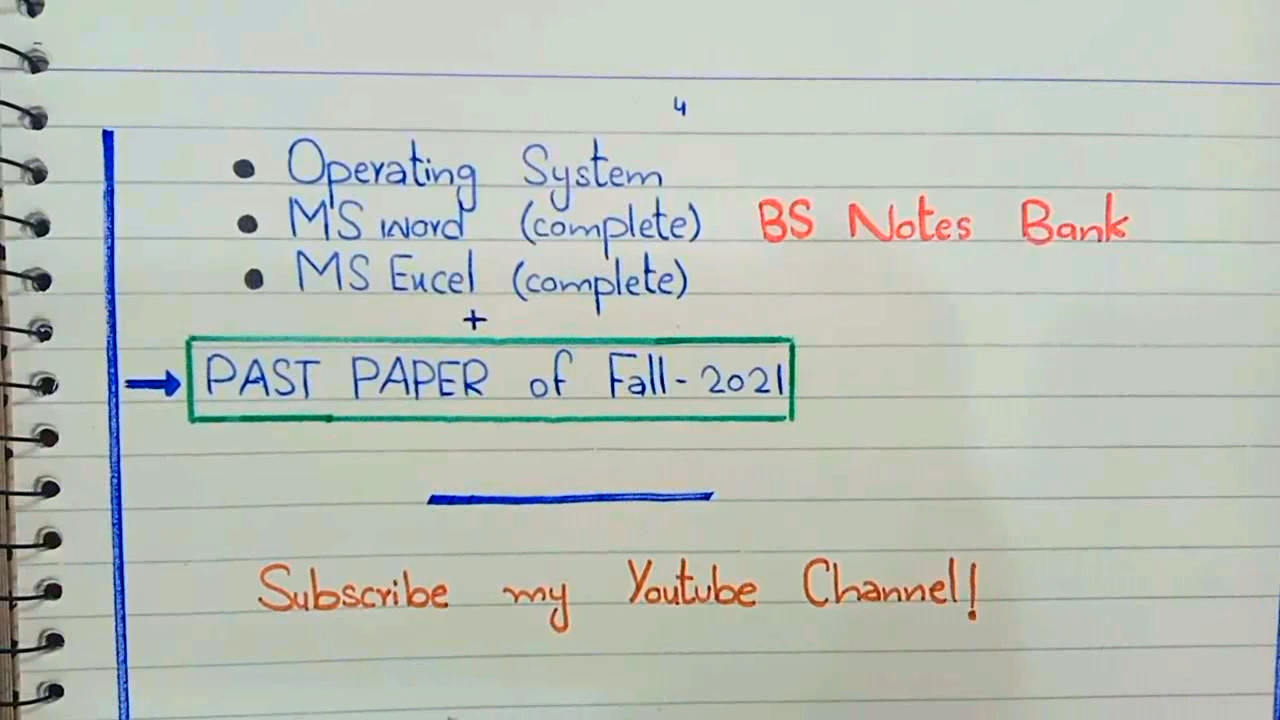 4
• Operating System
• MS Word (complete) BS Notes Bank
• MS Excel (complete)
+
→ PAST PAPER of Fall-2021
Subscribe my Youtube Channel!